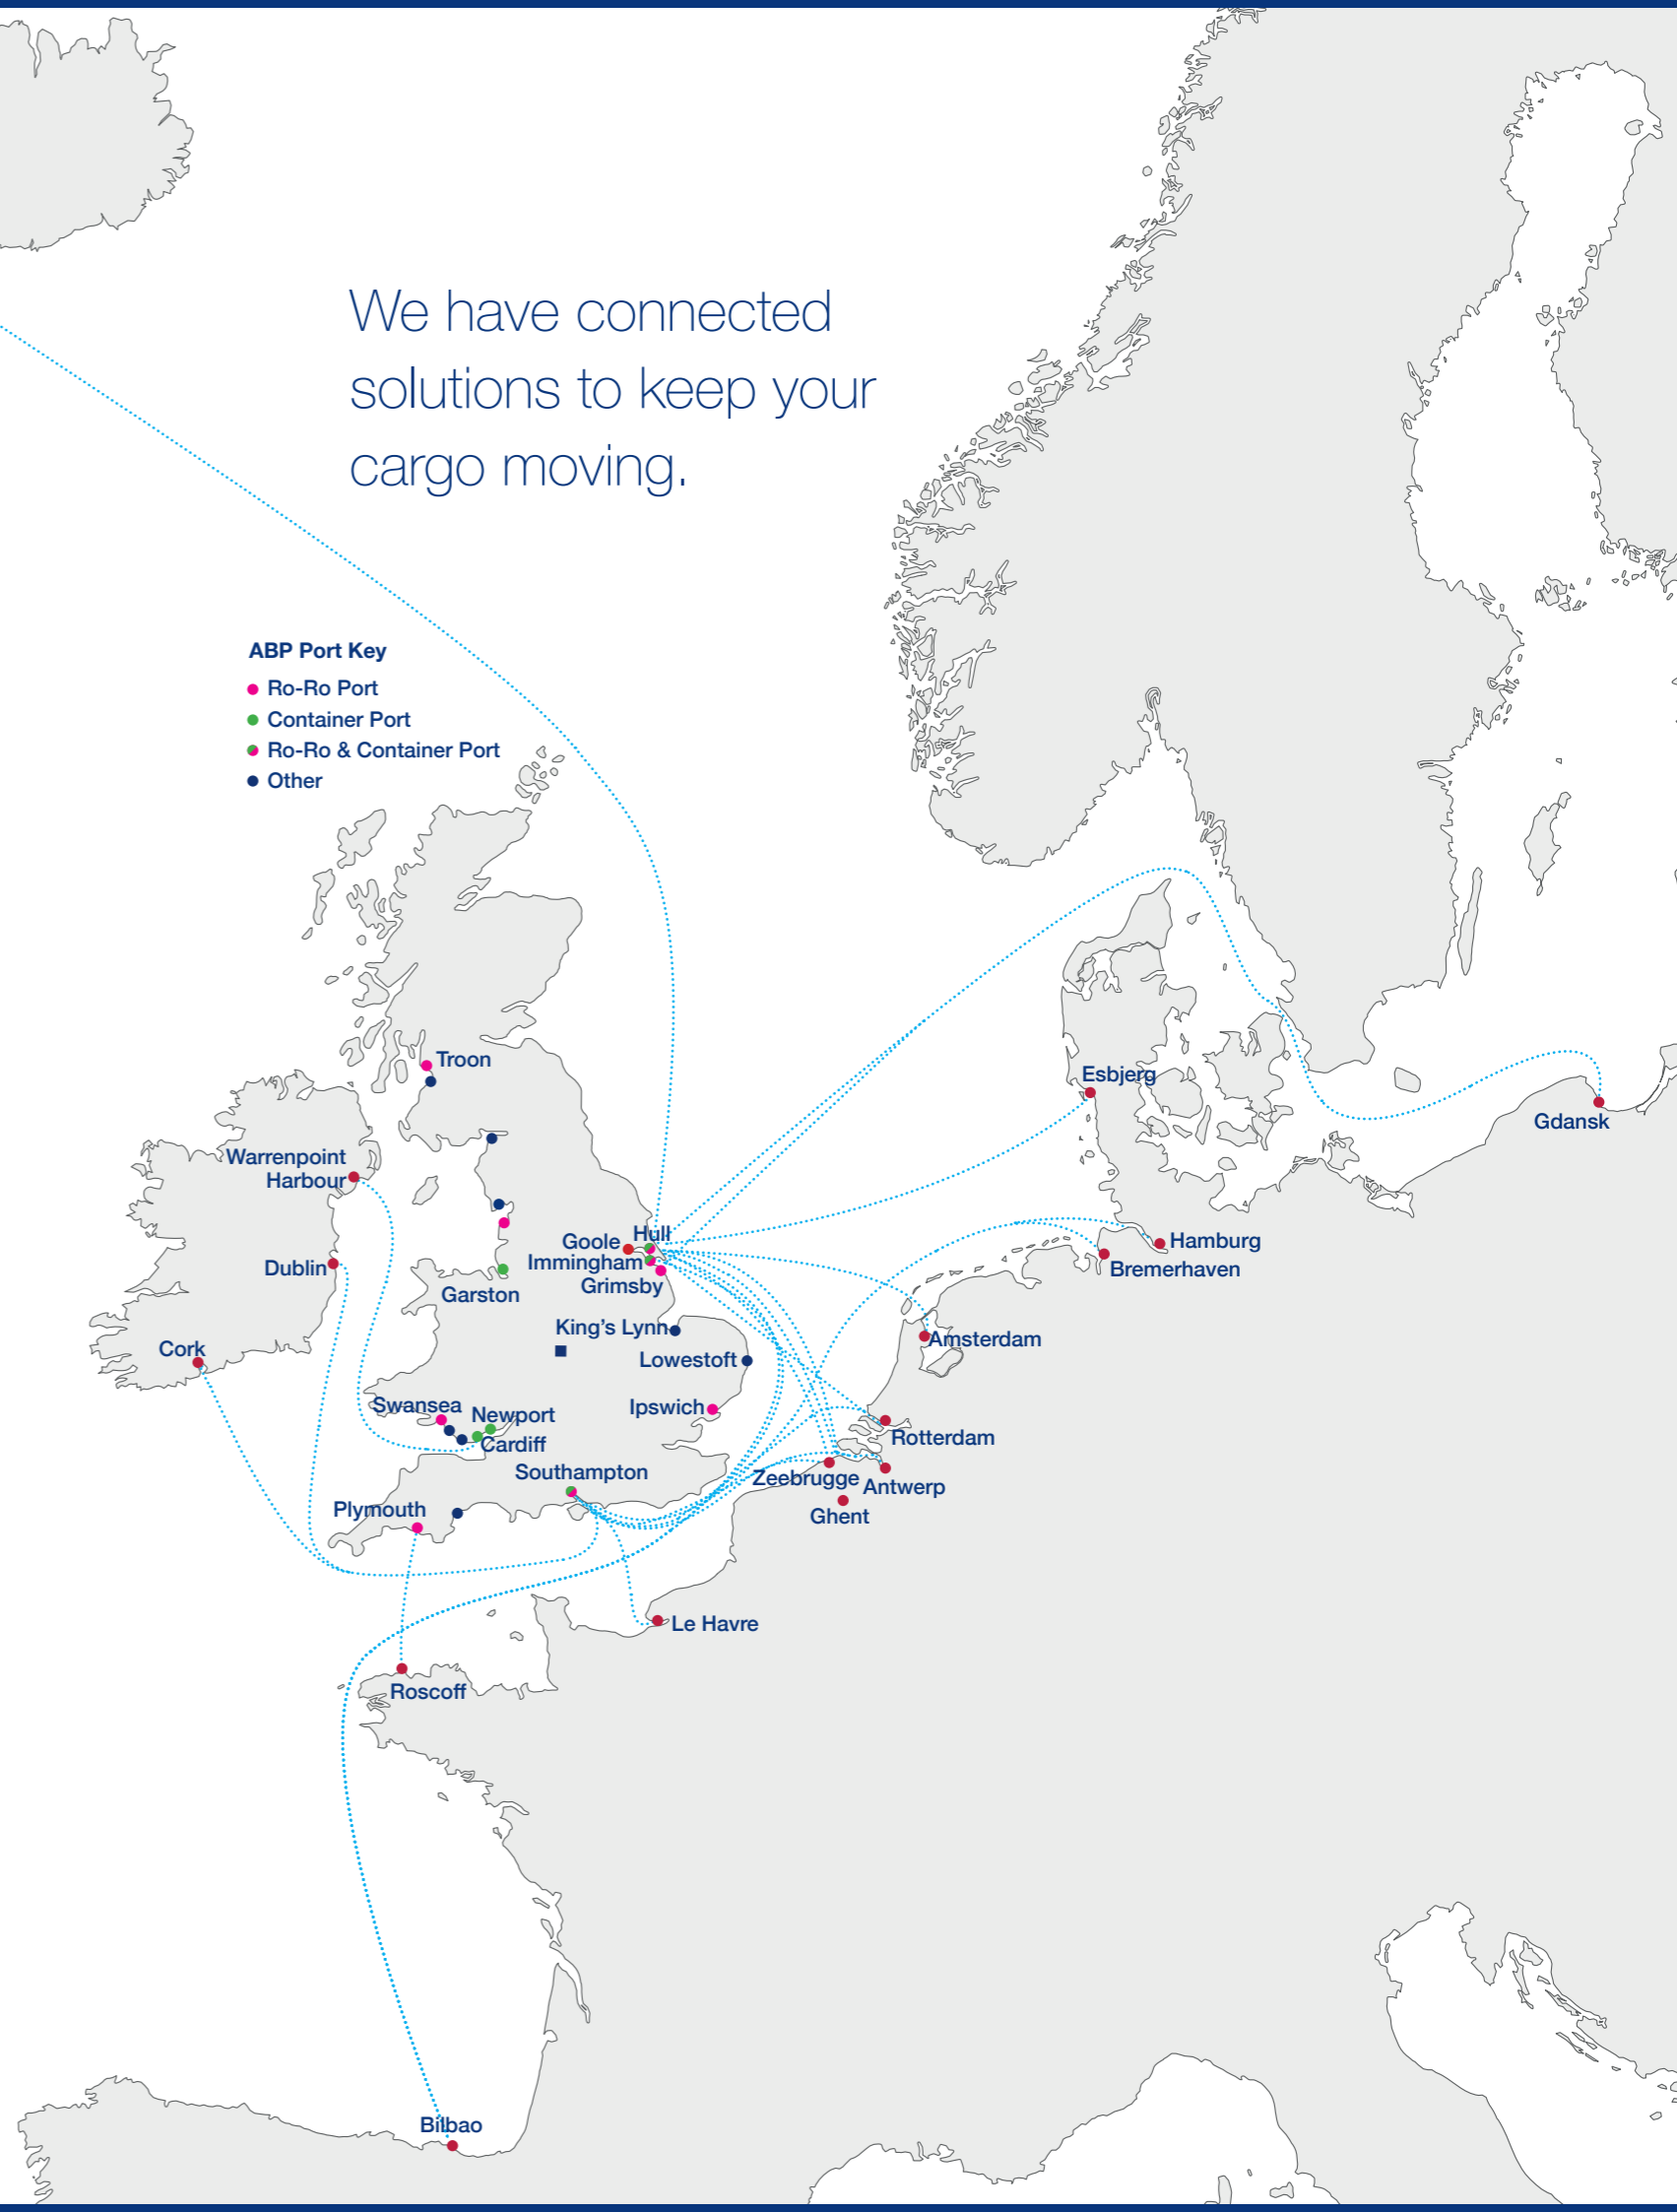 We have connected
solutions to keep your
cargo moving.
ABP Port Key
Ro-Ro Port
Container Port
Ro-Ro & Container Port
Other
Troon
Esbjerg
Gdansk
Warrenpoint
Harbour
Hull
Goole
Hamburg
Immingham
Dublin
Bremerhaven
Grimsby
Garston
King's Lynn
Amsterdam
Cork
Lowestoft
Swansea
Newport
Ipswich
Rotterdam
Cardiff
Southampton
Zeebrugge
Antwerp
Plymouth
Ghent
Le Havre
Roscoff
Bilbao